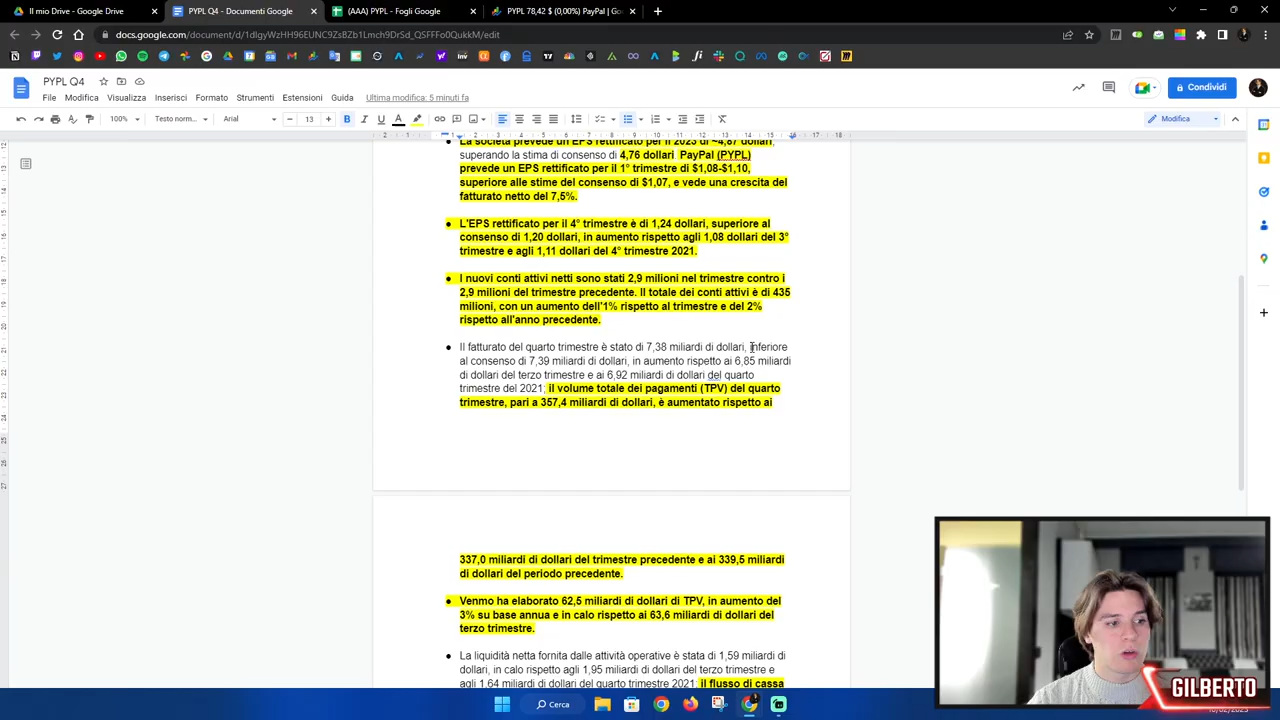 Il mio Drive - Google Drive
PYPL Q4 - Documenti Google
(AAA) PYPL - Fogli Google
PYPL 78,42 $ (0,00%) PayPal | Go
docs.google.com/document/d/1dIgyWzHH96EUNC9ZsBZb1Lmch9DrSd_QSFFFo0QukkM/edit
PYPL Q4
File Modifica Visualizza Inserisci Formato Strumenti Estensioni Guida Ultima modifica: 5 minuti fa
Condividi
100% Testo norm... Arial 13 Modifica
La società prevede un EPS rettificato per il 2023 di ~4,87 dollari,
superando la stima di consenso di 4,76 dollari PayPal (PYPL)
prevede un EPS rettificato per il 1° trimestre di $1,08-$1,10,
superiore alle stime del consenso di $1,07, e vede una crescita del
fatturato netto del 7,5%.
● L'EPS rettificato per il 4° trimestre è di 1,24 dollari, superiore al
consenso di 1,20 dollari, in aumento rispetto agli 1,08 dollari del 3°
trimestre e agli 1,11 dollari del 4° trimestre 2021.
● I nuovi conti attivi netti sono stati 2,9 milioni nel trimestre contro i
2,9 milioni del trimestre precedente. Il totale dei conti attivi è di 435
milioni, con un aumento dell'1% rispetto al trimestre e del 2%
rispetto all'anno precedente.
● Il fatturato del quarto trimestre è stato di 7,38 miliardi di dollari, inferiore
al consenso di 7,39 miliardi di dollari, in aumento rispetto ai 6,85 miliardi
di dollari del terzo trimestre e ai 6,92 miliardi di dollari del quarto
trimestre del 2021; il volume totale dei pagamenti (TPV) del quarto
trimestre, pari a 357,4 miliardi di dollari, è aumentato rispetto ai
337,0 miliardi di dollari del trimestre precedente e ai 339,5 miliardi
di dollari del periodo precedente.
● Venmo ha elaborato 62,5 miliardi di dollari di TPV, in aumento del
3% su base annua e in calo rispetto ai 63,6 miliardi di dollari del
terzo trimestre.
● La liquidità netta fornita dalle attività operative è stata di 1,59 miliardi di
dollari, in calo rispetto agli 1,95 miliardi di dollari del terzo trimestre e
agli 1,64 miliardi di dollari del quarto trimestre 2021; il flusso di cassa
GILBERTO
Cerca